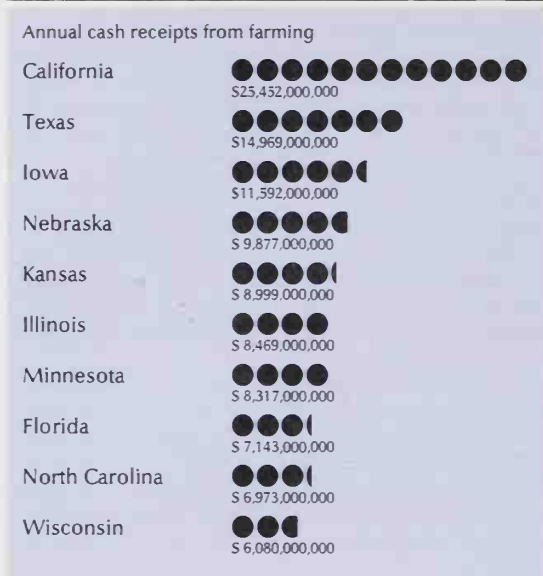 Annual cash receipts from farming
California
$25,452,000,000
Texas
$14,969,000,000
Iowa
$11,592,000,000
Nebraska
$ 9,877,000,000
Kansas
$ 8,999,000,000
Illinois
$ 8,469,000,000
Minnesota
$ 8,317,000,000
Florida
$ 7,143,000,000
North Carolina
$ 6,973,000,000
Wisconsin
$ 6,080,000,000